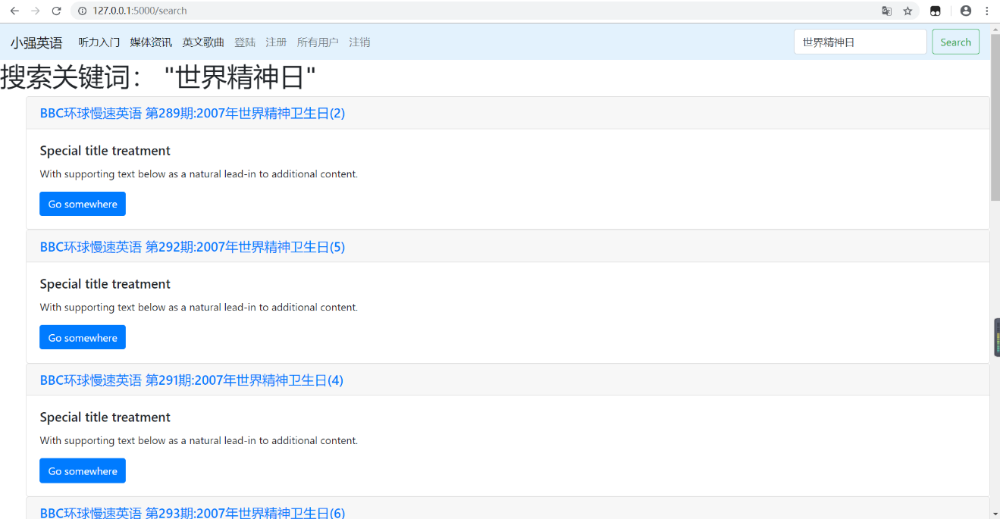 127.0.0.1:5000/search
小强英语 听力入门 媒体资讯 英文歌曲 登陆 注册 所有用户 注销 世界精神日 Search
搜索关键词： "世界精神日"
BBC环球慢速英语 第289期:2007年世界精神卫生日(2)
Special title treatment
With supporting text below as a natural lead-in to additional content.
Go somewhere
BBC环球慢速英语 第292期:2007年世界精神卫生日(5)
Special title treatment
With supporting text below as a natural lead-in to additional content.
Go somewhere
BBC环球慢速英语 第291期:2007年世界精神卫生日(4)
Special title treatment
With supporting text below as a natural lead-in to additional content.
Go somewhere
BBC环球慢速英语 第293期:2007年世界精神卫生日(6)